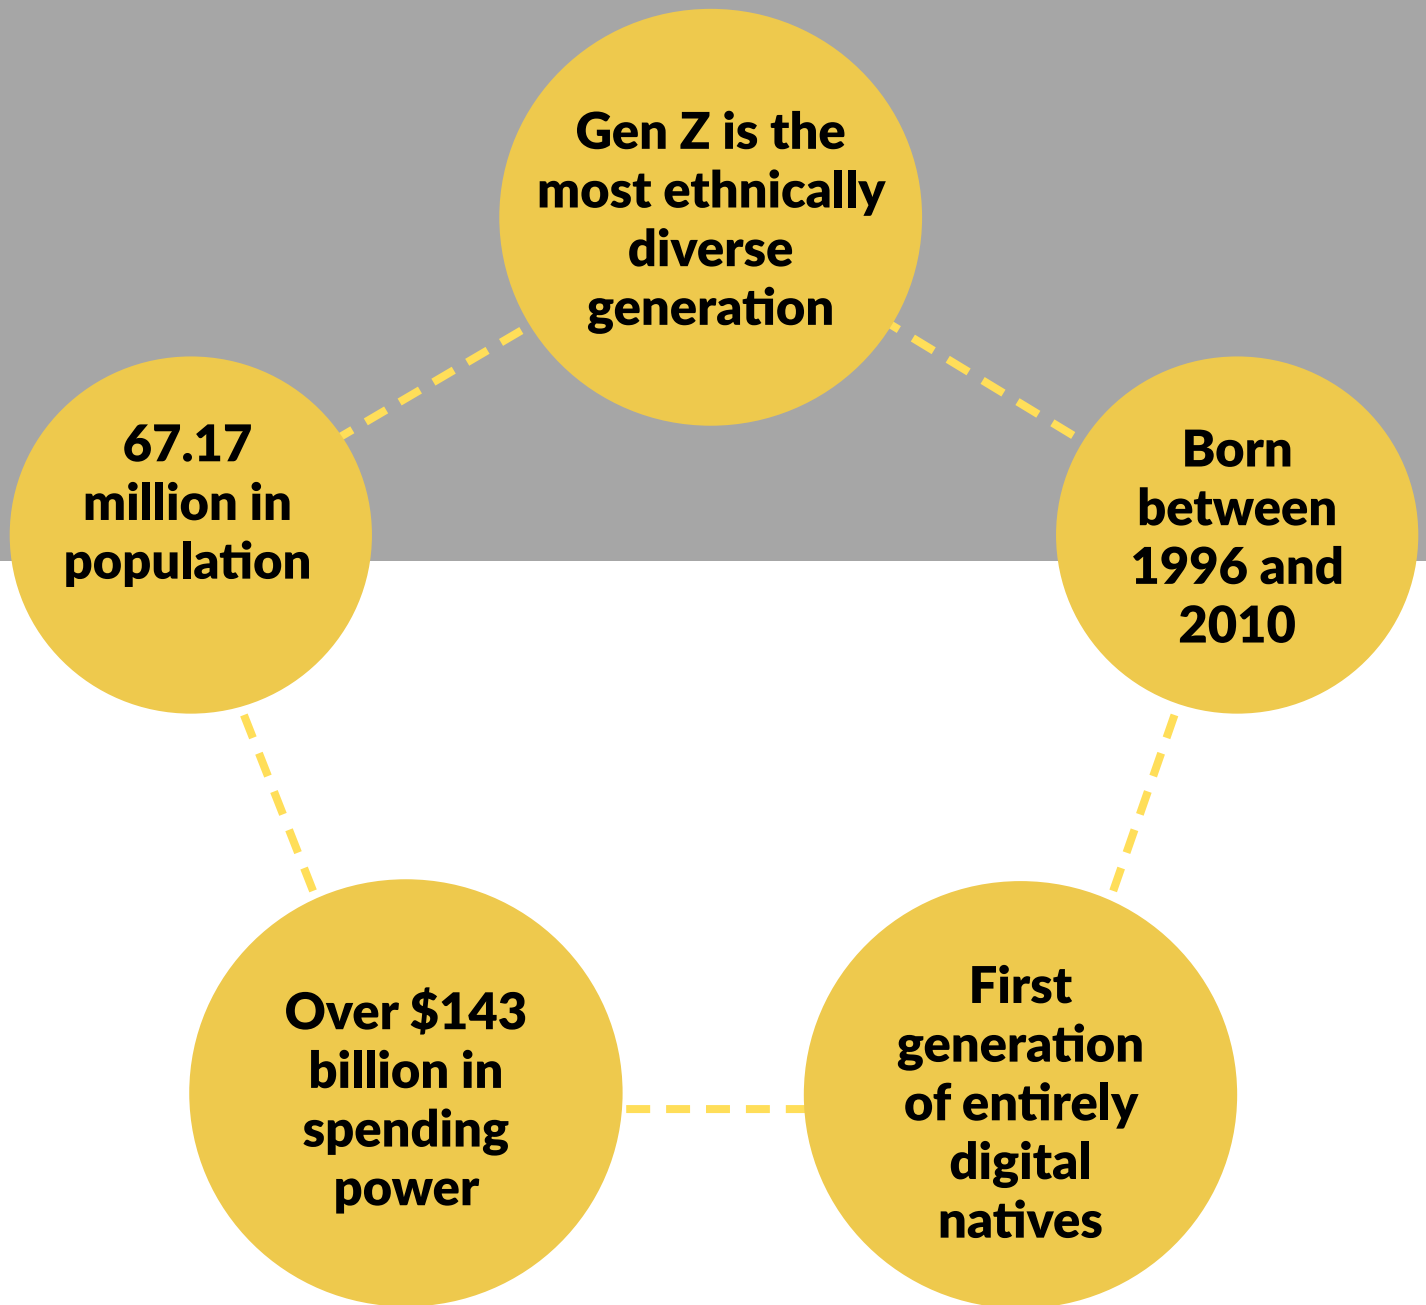 Gen Z is the
most ethnically
diverse
generation
67.17
million in
population
Born
between
1996 and
2010
Over $143
billion in
spending
power
First
generation
of entirely
digital
natives